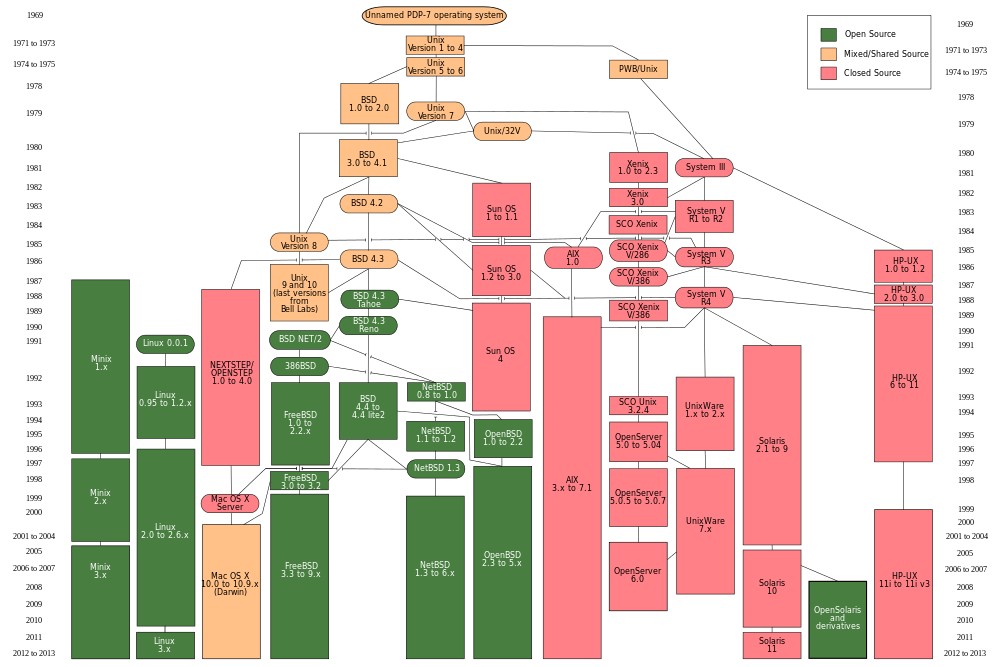 Unnamed PDP-7 operating system
1969
1971 to 1973
1974 to 1975
1978
1979
1980
1981
1982
1983
1984
1985
1986
1987
1988
1989
1990
1991
1992
1993
1994
1995
1996
1997
1998
1999
2000
2001 to 2004
2005
2006 to 2007
2008
2009
2010
2011
2012 to 2013
Open Source
Mixed/Shared Source
Closed Source
Unix
Version 1 to 4
Unix
Version 5 to 6
PWB/Unix
BSD
1.0 to 2.0
Unix
Version 7
Unix/32V
BSD
3.0 to 4.1
Xenix
1.0 to 2.3
System III
Xenix
3.0
Sun OS
1 to 1.1
BSD 4.2
System V
R1 to R2
SCO Xenix
Unix
Version 8
SCO Xenix
V/286
AIX
1.0
System V
R3
BSD 4.3
HP-UX
1.0 to 1.2
Sun OS
1.2 to 3.0
SCO Xenix
V/386
Unix
9 and 10
(last versions
from
Bell Labs)
HP-UX
2.0 to 3.0
System V
R4
BSD 4.3
Tahoe
SCO Xenix
V/386
BSD 4.3
Reno
BSD NET/2
Linux 0.0.1
Minix
1.x
NEXTSTEP/
OPENSTEP
1.0 to 4.0
386BSD
Sun OS
4
HP-UX
6 to 11
NetBSD
0.8 to 1.0
Linux
0.95 to 1.2.x
FreeBSD
1.0 to
2.2.x
BSD
4.4 to
4.4 lite2
SCO Unix
3.2.4
UnixWare
1.x to 2.x
NetBSD
1.1 to 1.2
OpenBSD
1.0 to 2.2
OpenServer
5.0 to 5.04
Solaris
2.1 to 9
NetBSD 1.3
FreeBSD
3.0 to 3.2
AIX
3.x to 7.1
Minix
2.x
Mac OS X
Server
OpenServer
5.0.5 to 5.0.7
Linux
2.0 to 2.6.x
UnixWare
7.x
OpenBSD
2.3 to 5.x
Minix
3.x
Mac OS X
10.0 to 10.9.x
(Darwin)
FreeBSD
3.3 to 9.x
NetBSD
1.3 to 6.x
OpenServer
6.0
Solaris
10
HP-UX
11i to 11i v3
OpenSolaris
and
derivatives
Linux
3.x
Solaris
11
1969
1971 to 1973
1974 to 1975
1978
1979
1980
1981
1982
1983
1984
1985
1986
1987
1988
1989
1990
1991
1992
1993
1994
1995
1996
1997
1998
1999
2000
2001 to 2004
2005
2006 to 2007
2008
2009
2010
2011
2012 to 2013